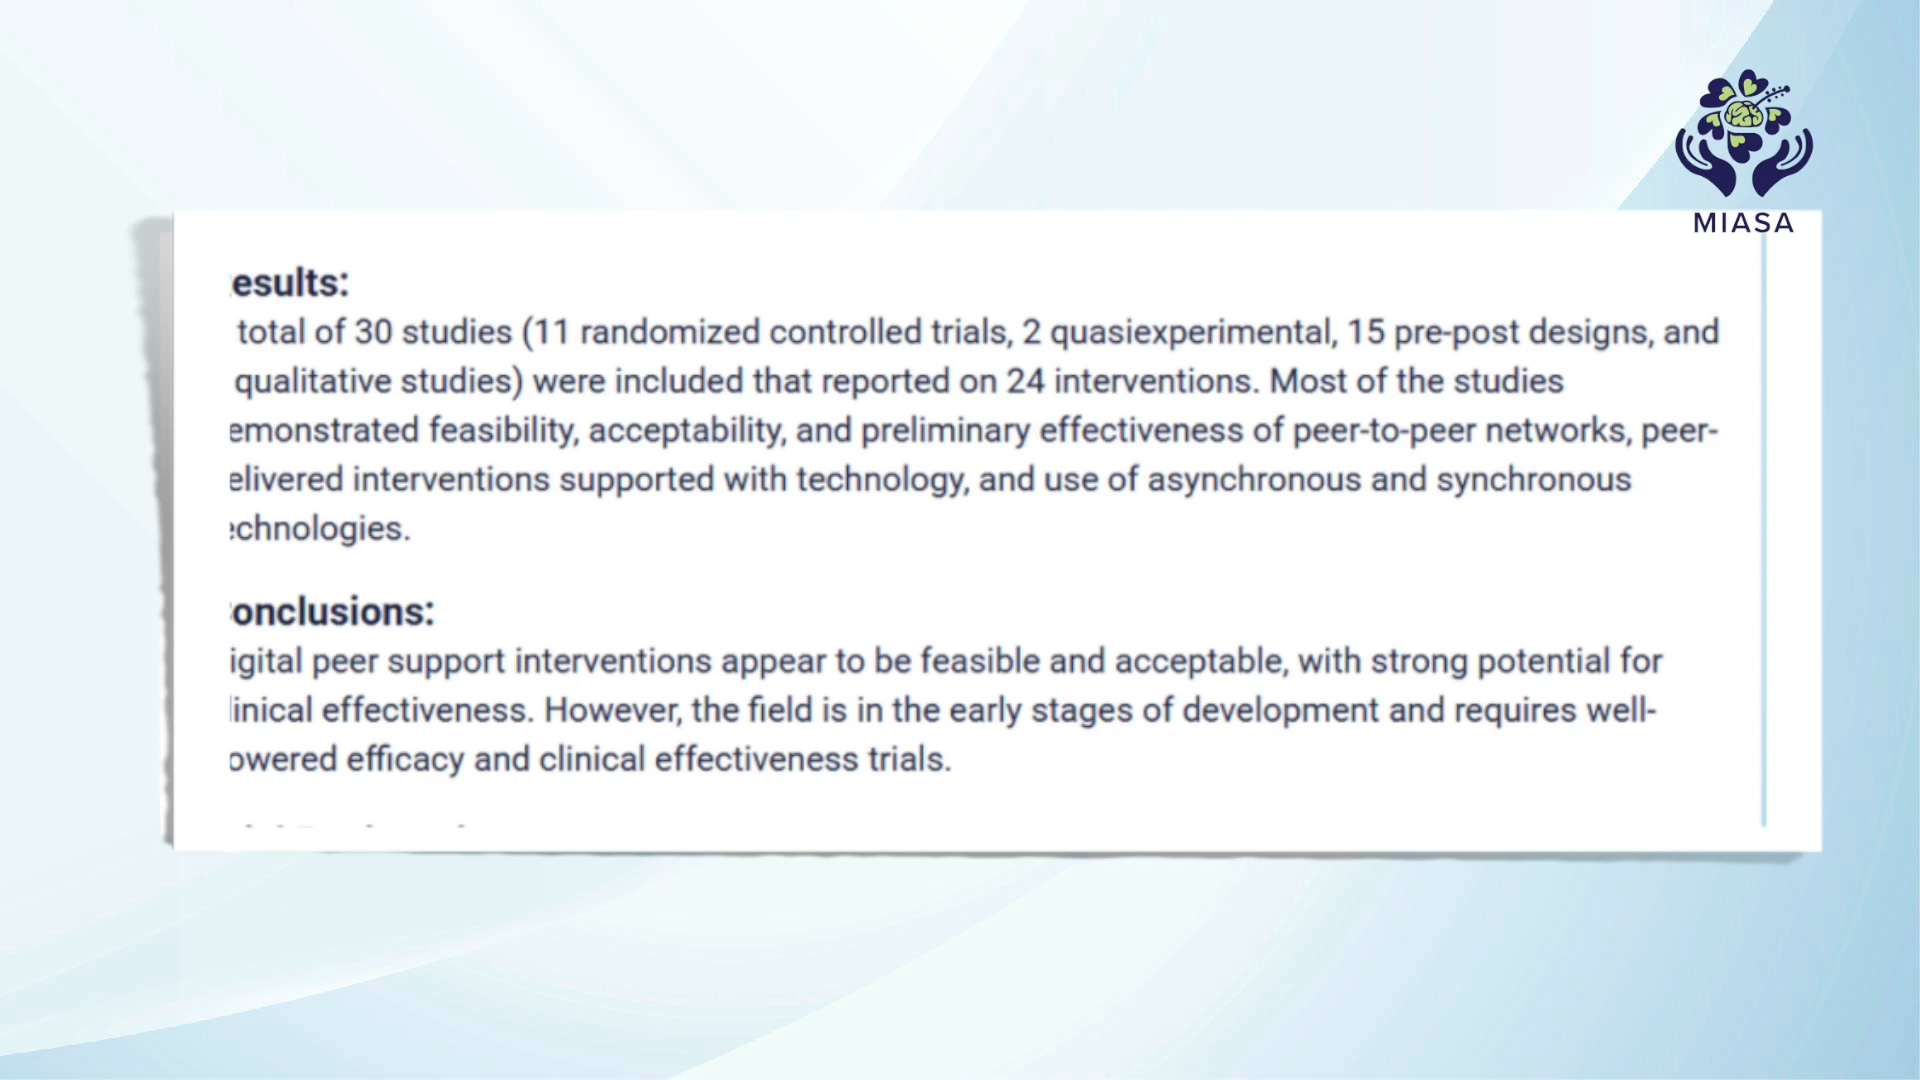 MIASA
esults:
total of 30 studies (11 randomized controlled trials, 2 quasiexperimental, 15 pre-post designs, and
qualitative studies) were included that reported on 24 interventions. Most of the studies
emonstrated feasibility, acceptability, and preliminary effectiveness of peer-to-peer networks, peer-
elivered interventions supported with technology, and use of asynchronous and synchronous
echnologies.
onclusions:
igital peer support interventions appear to be feasible and acceptable, with strong potential for
linical effectiveness. However, the field is in the early stages of development and requires well-
owered efficacy and clinical effectiveness trials.